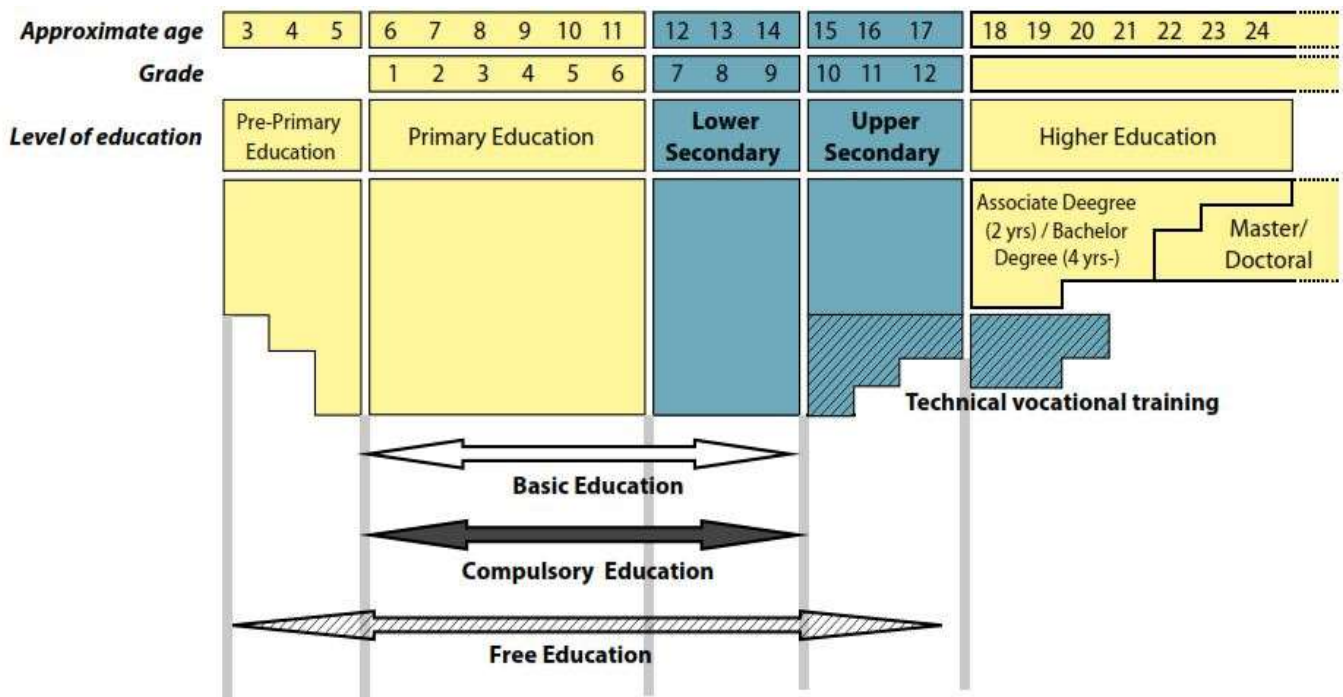 Approximate age 3 4 5 6 7 8 9 10 11 12 13 14 15 16 17 18 19 20 21 22 23 24
Grade 1 2 3 4 5 6 7 8 9 10 11 12
Level of education
Pre-Primary
Education
Primary Education
Lower
Secondary
Upper
Secondary
Higher Education
Associate Deegree
(2 yrs) / Bachelor
Degree (4 yrs-)
Master/
Doctoral
Technical vocational training
Basic Education
Compulsory Education
Free Education